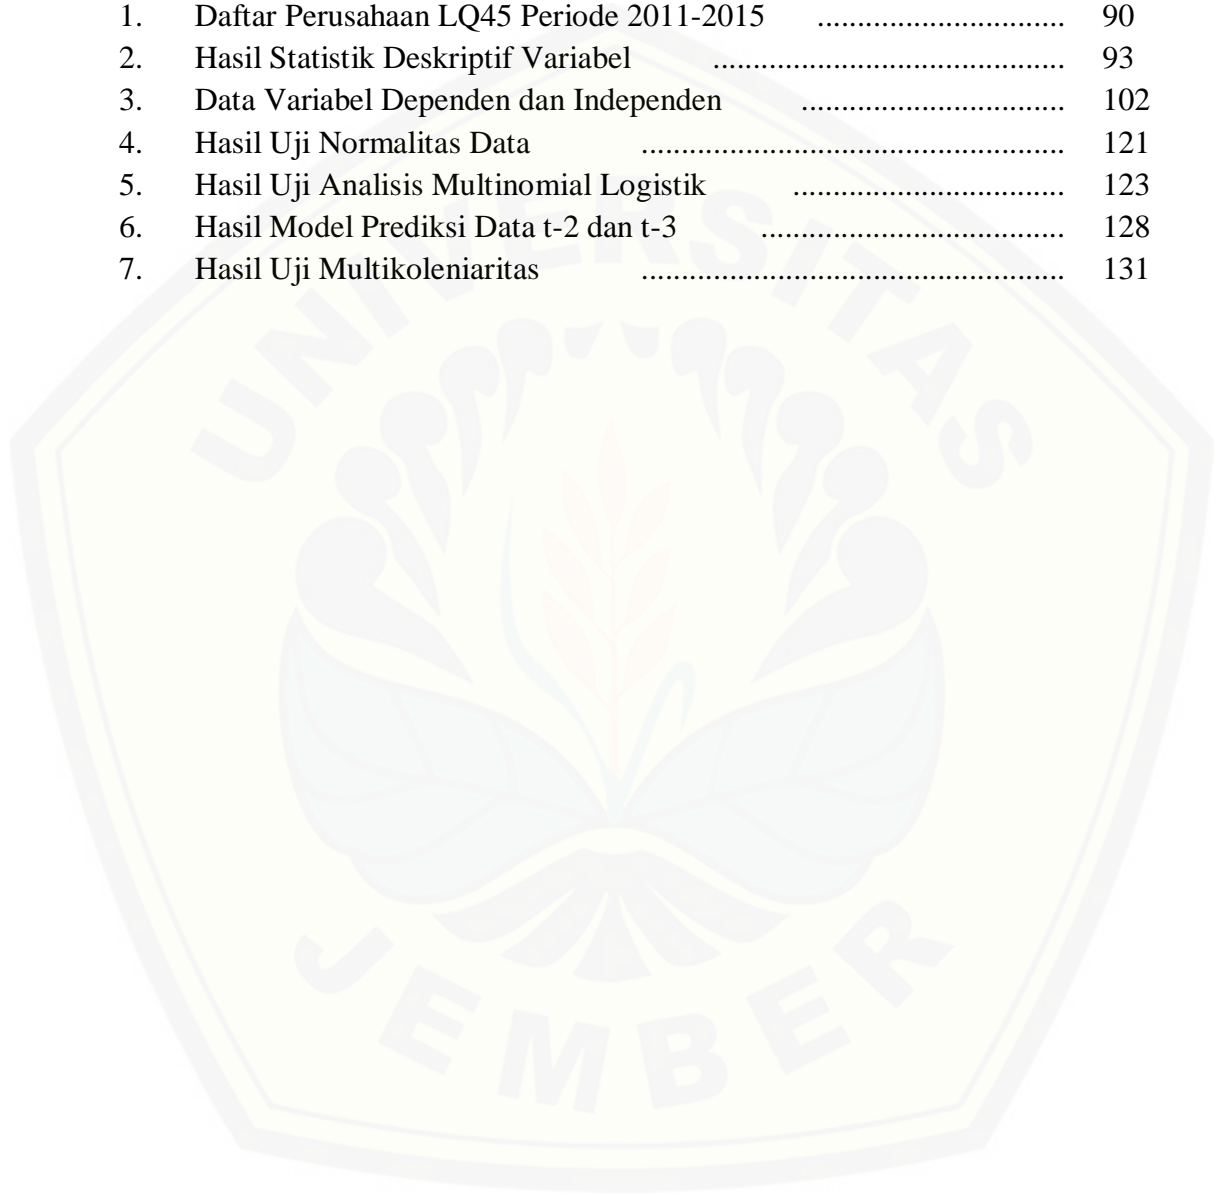 1. Daftar Perusahaan LQ45 Periode 2011-2015 ............................... 90
2. Hasil Statistik Deskriptif Variabel ............................................ 93
3. Data Variabel Dependen dan Independen ................................. 102
4. Hasil Uji Normalitas Data ..................................................... 121
5. Hasil Uji Analisis Multinomial Logistik .................................. 123
6. Hasil Model Prediksi Data t-2 dan t-3 ...................................... 128
7. Hasil Uji Multikoleniaritas ..................................................... 131
UNIVERSITAS
JEMBER